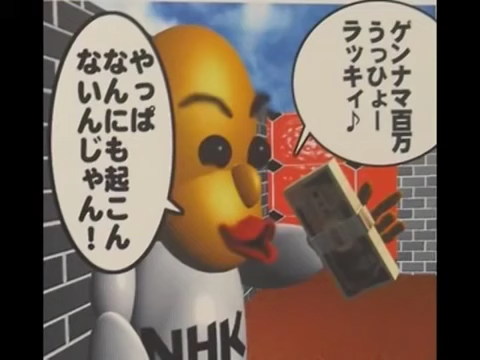 ゲンナマ百万
うっひょー
ラッキィ♪
やっぱ
なんにも起こん
ないんじゃん！
NHK